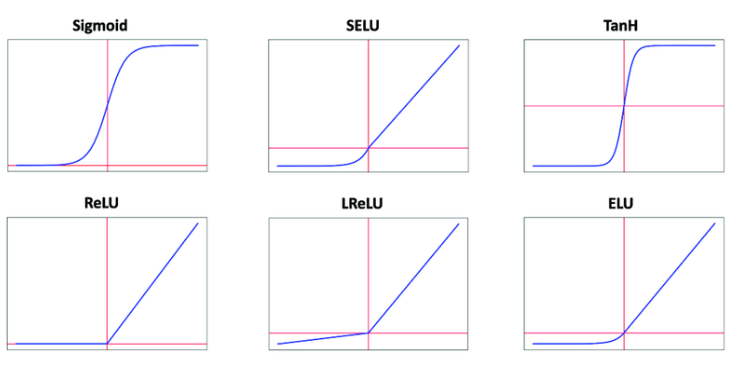 Sigmoid
SELU
TanH
ReLU
LReLU
ELU